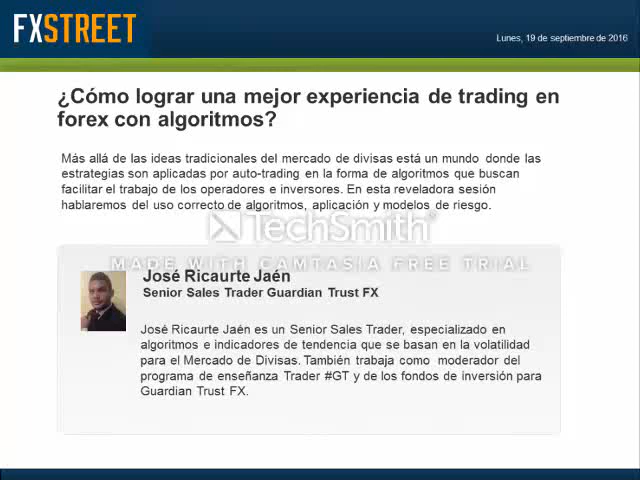 FXSTREET
Lunes, 19 de septiembre de 2016
¿Cómo lograr una mejor experiencia de trading en
forex con algoritmos?
Más allá de las ideas tradicionales del mercado de divisas está un mundo donde las
estrategias son aplicadas por auto-trading en la forma de algoritmos que buscan
facilitar el trabajo de los operadores e inversores. En esta reveladora sesión
hablaremos del uso correcto de algoritmos, aplicación y modelos de riesgo.
TechSmith®
MADE WITH CAMTASIA FREE TRIAL
José Ricaurte Jaén
Senior Sales Trader Guardian Trust FX
José Ricaurte Jaén es un Senior Sales Trader, especializado en
algoritmos e indicadores de tendencia que se basan en la volatilidad
para el Mercado de Divisas. También trabaja como moderador del
programa de enseñanza Trader #GT y de los fondos de inversión para
Guardian Trust FX.